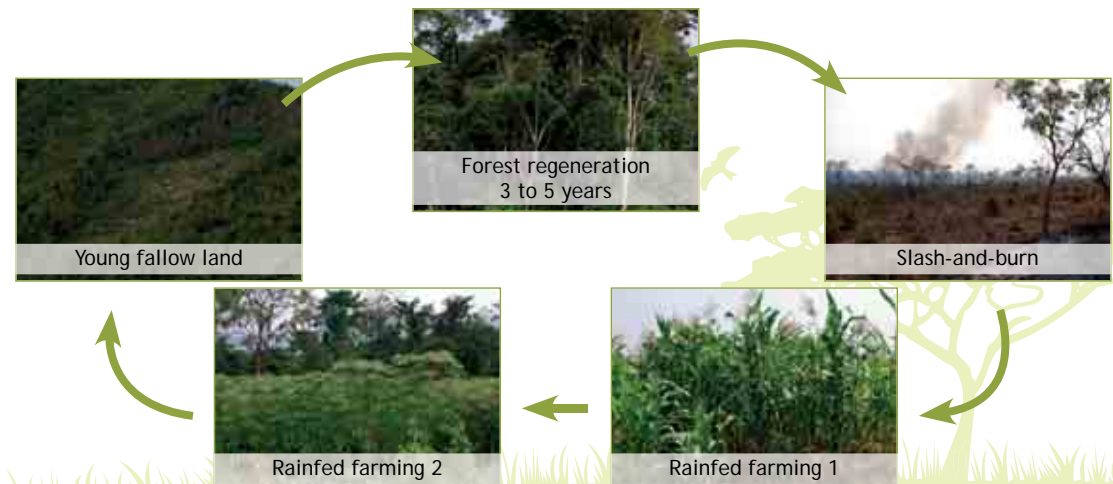 Forest regeneration
3 to 5 years
Young fallow land
Slash-and-burn
Rainfed farming 2
Rainfed farming 1